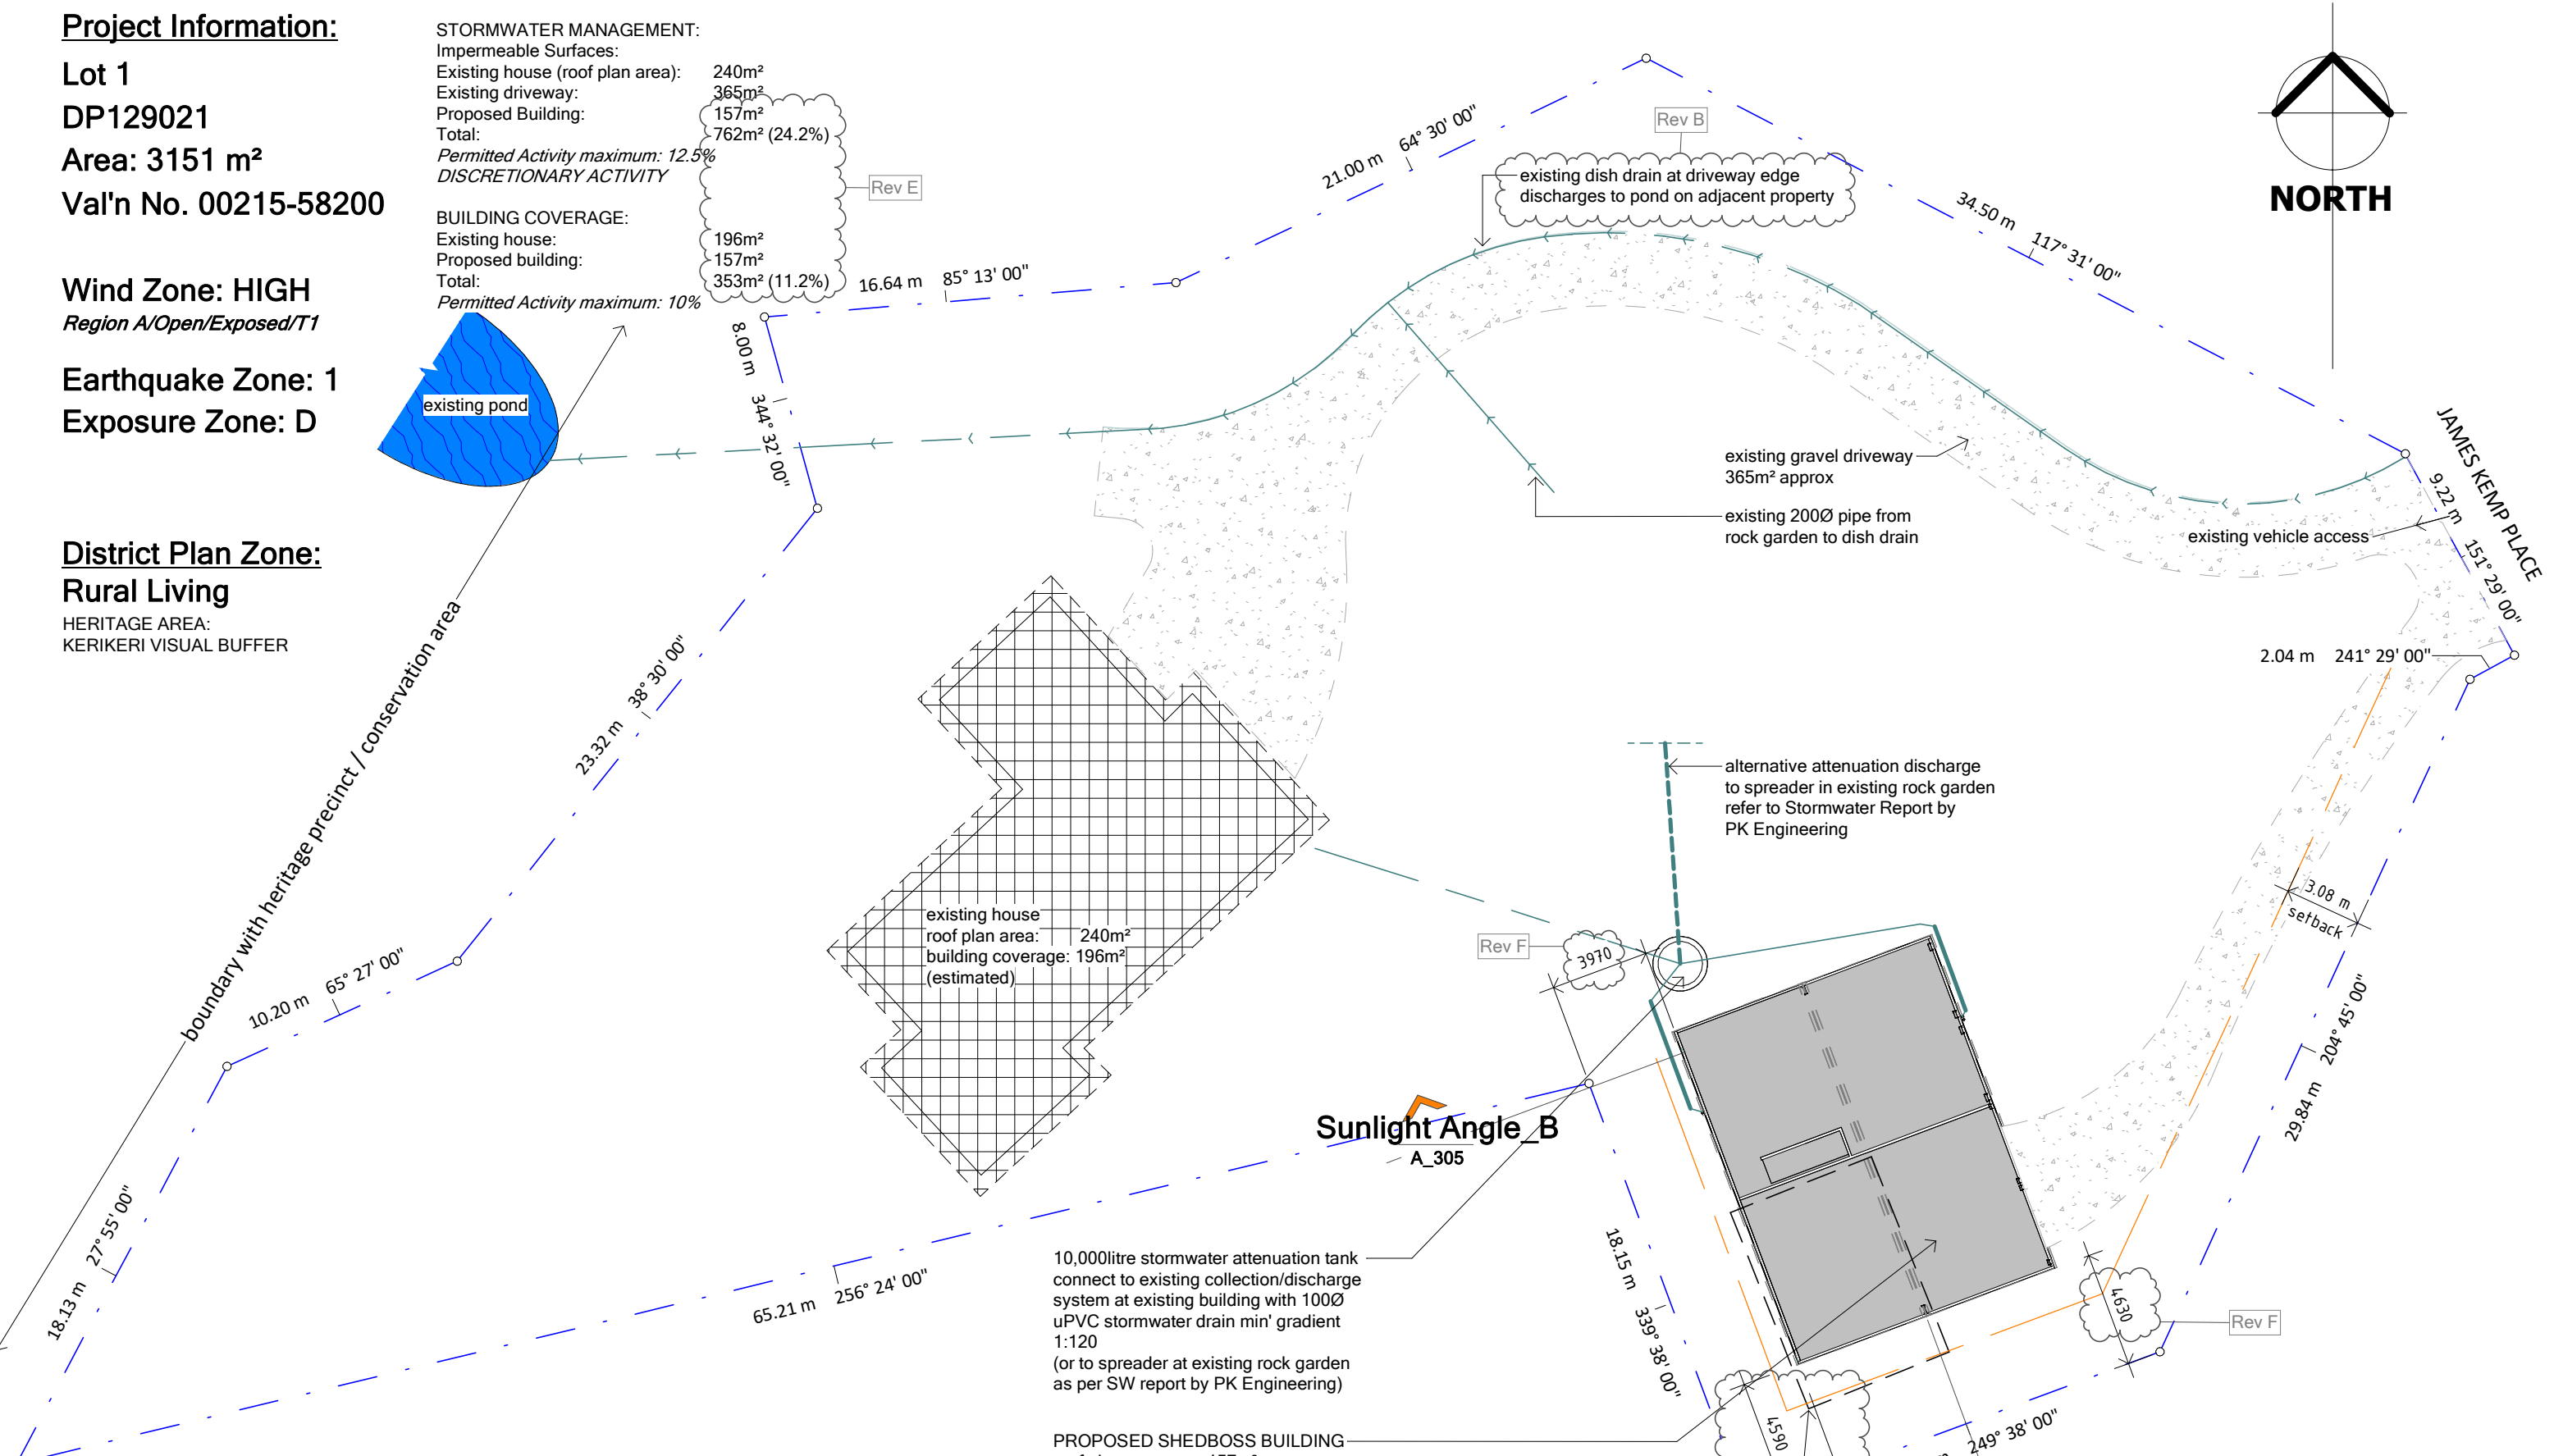 Project Information:
Lot 1
DP129021
Area: 3151 m²
Val'n No. 00215-58200
Wind Zone: HIGH
Region A/Open/Exposed/T1
Earthquake Zone: 1
Exposure Zone: D
District Plan Zone:
Rural Living
HERITAGE AREA:
KERIKERI VISUAL BUFFER
STORMWATER MANAGEMENT:
Impermeable Surfaces:
Existing house (roof plan area): 240m²
Existing driveway: 365m²
Proposed Building: 157m²
Total: 762m² (24.2%)
Permitted Activity maximum: 12.5%
DISCRETIONARY ACTIVITY
BUILDING COVERAGE:
Existing house: 196m²
Proposed building: 157m²
Total: 353m² (11.2%)
Permitted Activity maximum: 10%
Rev E
16.64 m 85° 13' 00"
21.00 m 64° 30' 00"
Rev B
existing dish drain at driveway edge
discharges to pond on adjacent property
34.50 m 117° 31' 00"
NORTH
JAMES KEMP PLACE
9.22 m 151° 29' 00"
existing vehicle access
2.04 m 241° 29' 00"
existing pond
8.00 m 344° 32' 00"
existing gravel driveway
365m² approx
existing 200Ø pipe from
rock garden to dish drain
boundary with heritage precinct / conservation area
23.32 m 38° 30' 00"
10.20 m 65° 27' 00"
18.13 m 27° 55' 00"
65.21 m 256° 24' 00"
existing house
roof plan area: 240m²
building coverage: 196m²
(estimated)
alternative attenuation discharge
to spreader in existing rock garden
refer to Stormwater Report by
PK Engineering
3.08 m
setback
29.84 m 204° 45' 00"
Rev F
3970
Sunlight Angle_B
A_305
18.15 m 339° 38' 00"
10,000litre stormwater attenuation tank
connect to existing collection/discharge
system at existing building with 100Ø
uPVC stormwater drain min' gradient
1:120
(or to spreader at existing rock garden
as per SW report by PK Engineering)
PROPOSED SHEDBOSS BUILDING
4630
Rev F
4590
249° 38' 00"